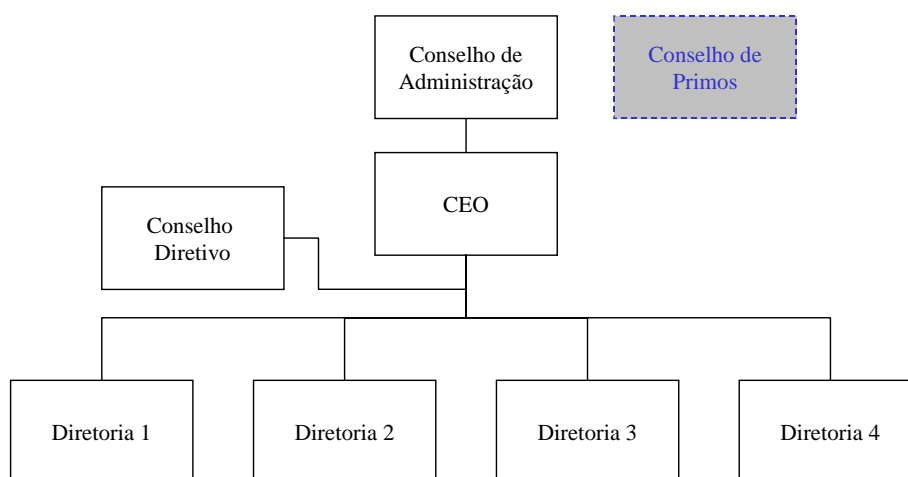 Conselho de
Administração
Conselho de
Primos
CEO
Conselho
Diretivo
Diretoria 1
Diretoria 2
Diretoria 3
Diretoria 4